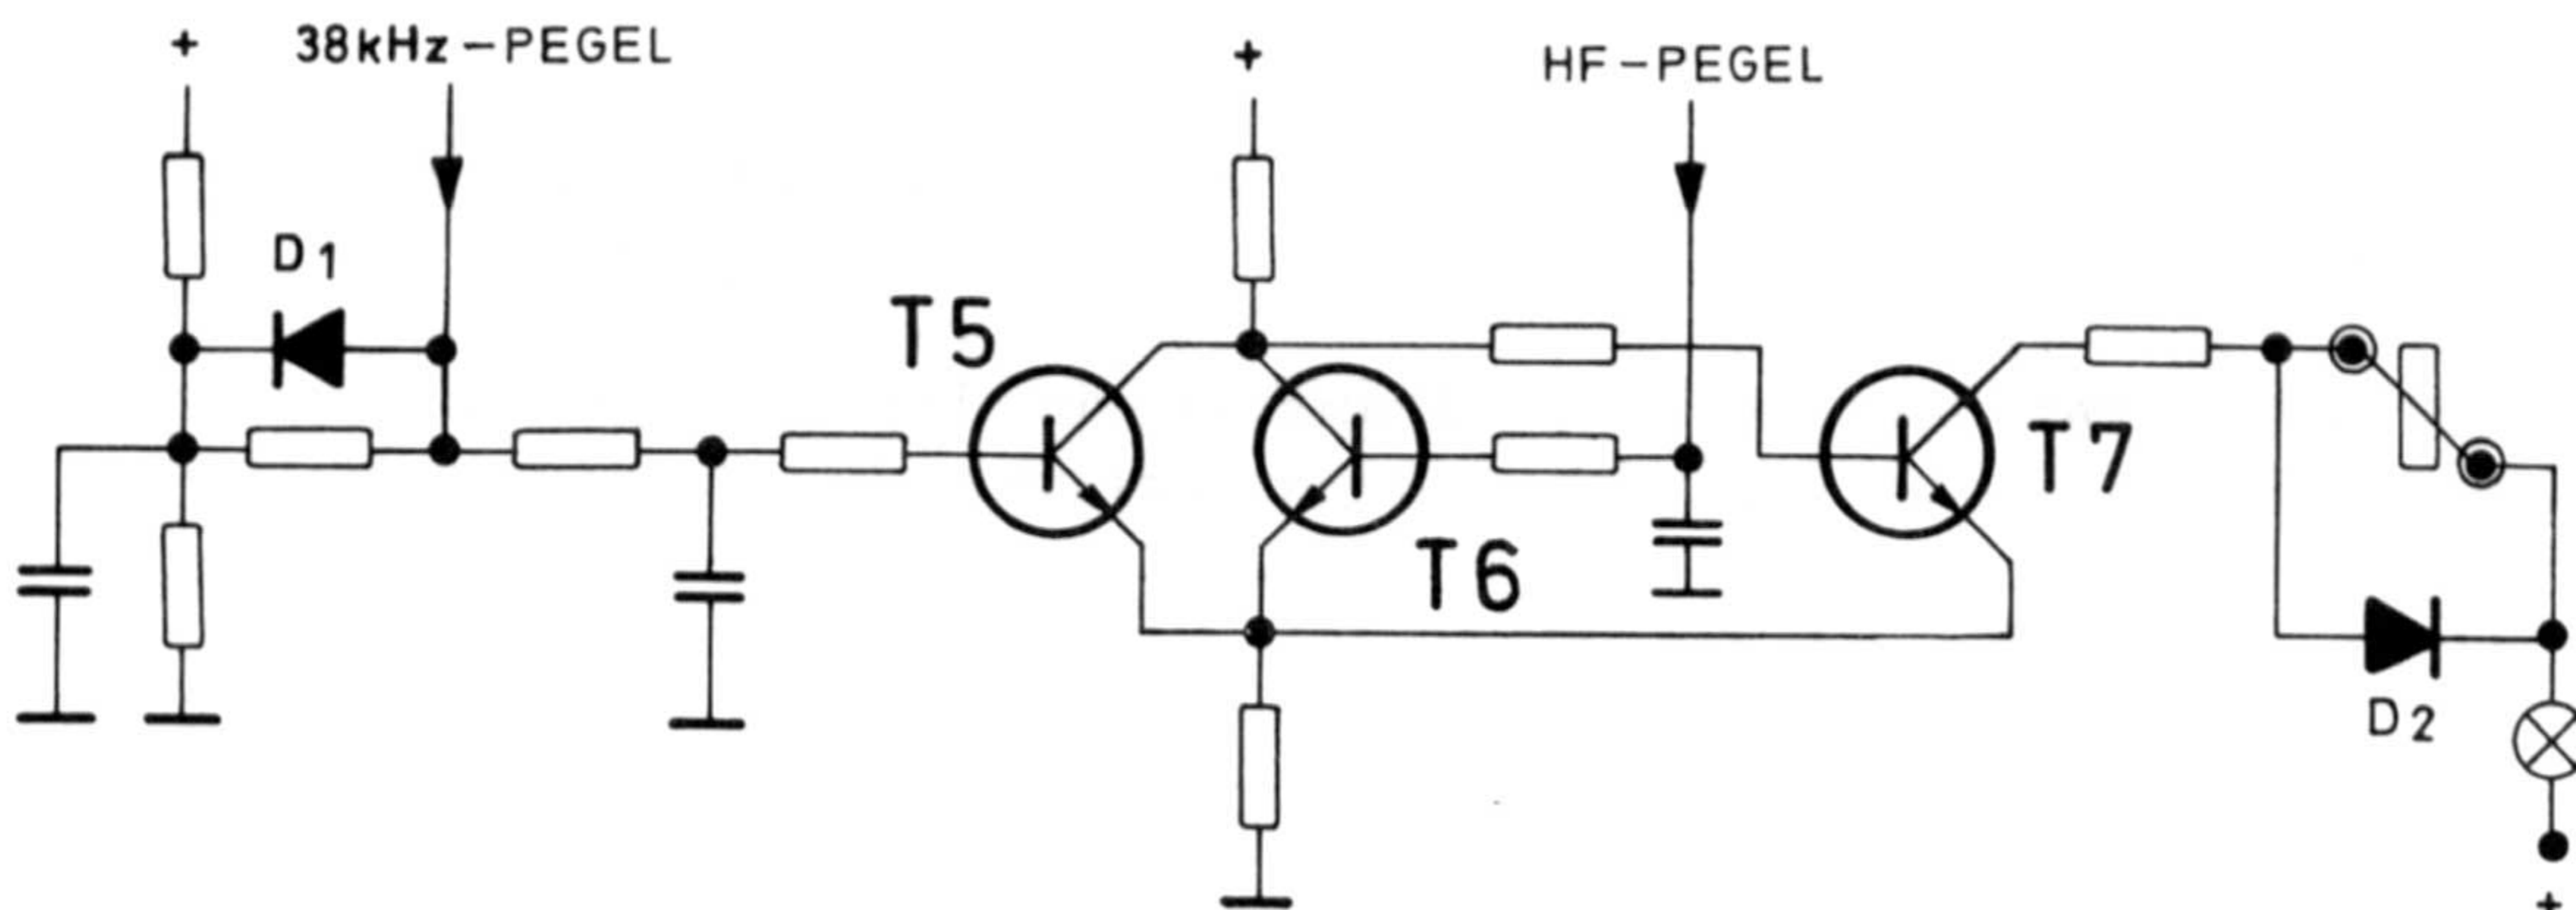 + 38kHz-PEGEL + HF-PEGEL
D1
T5
T7
T6
D2
+